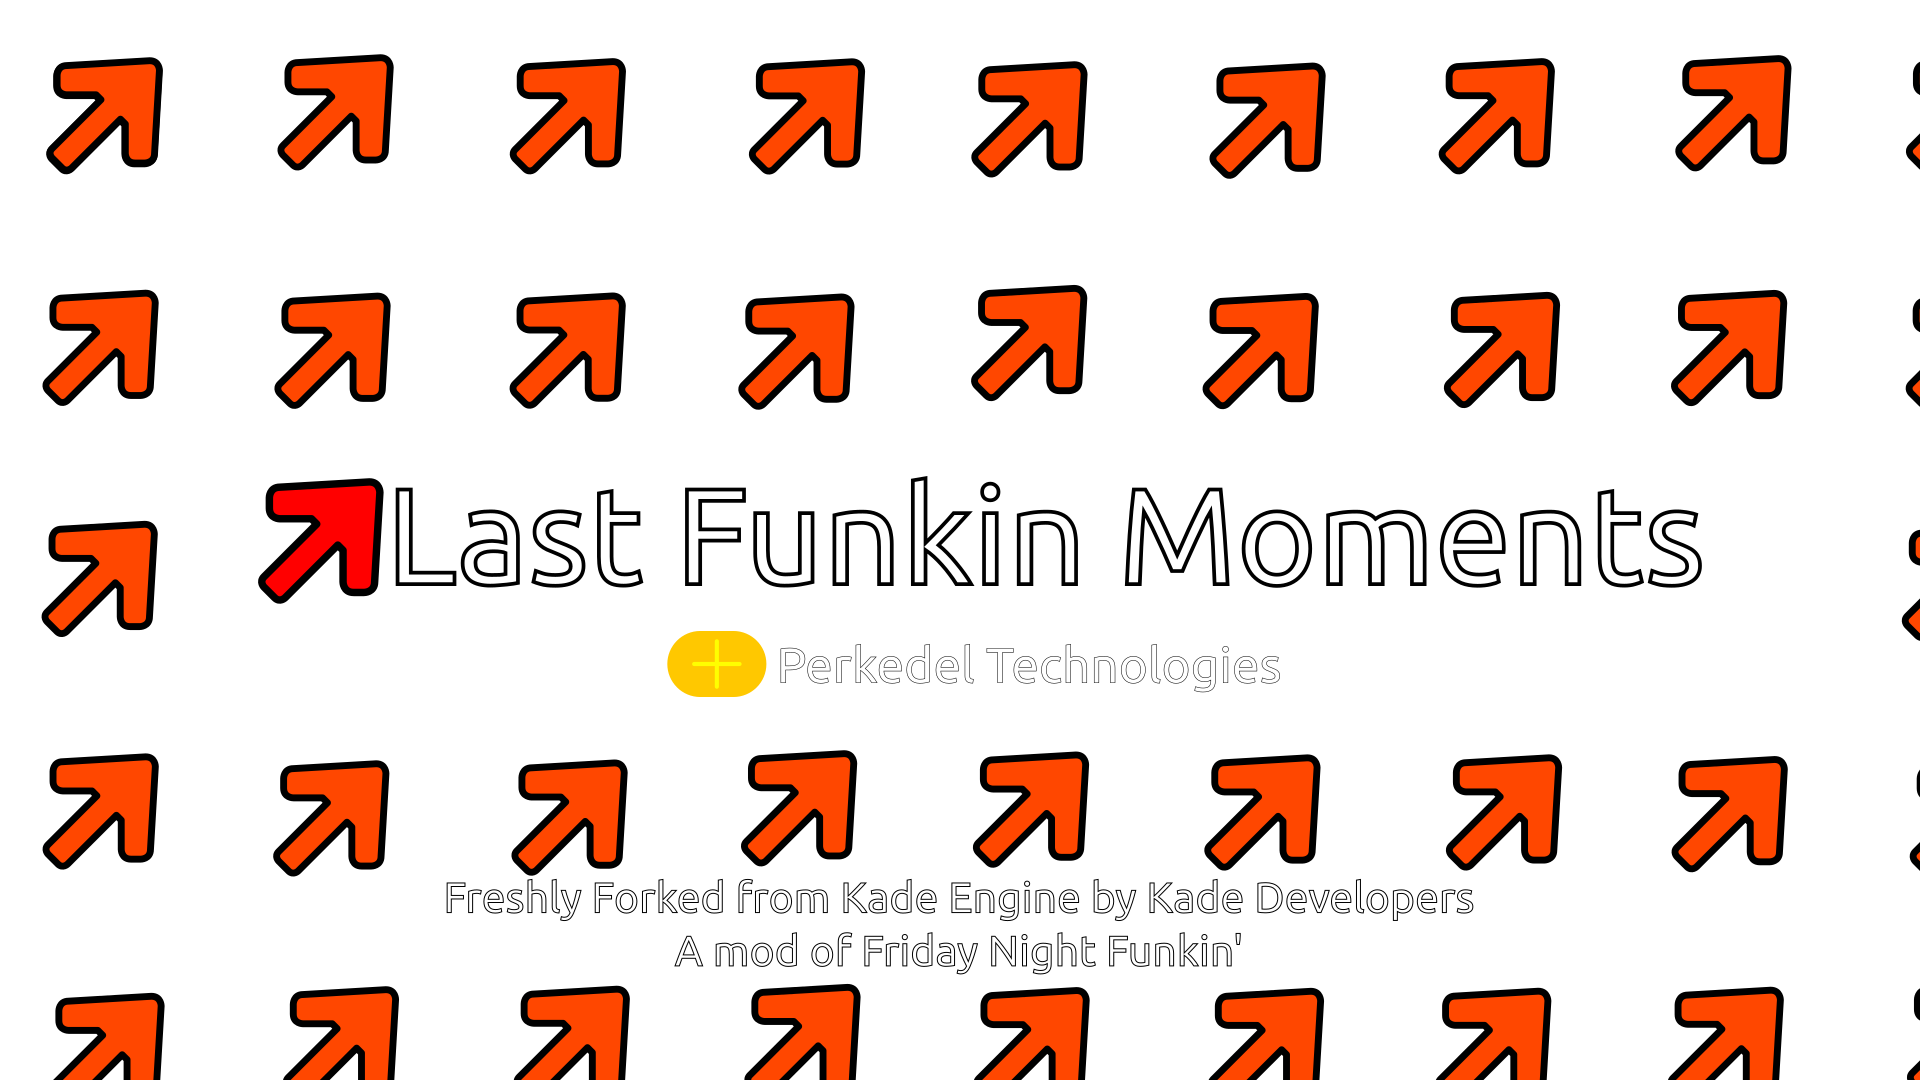 Last Funkin Moments
Perkedel Technologies
Freshly Forked from Kade Engine by Kade Developers
A mod of Friday Night Funkin'